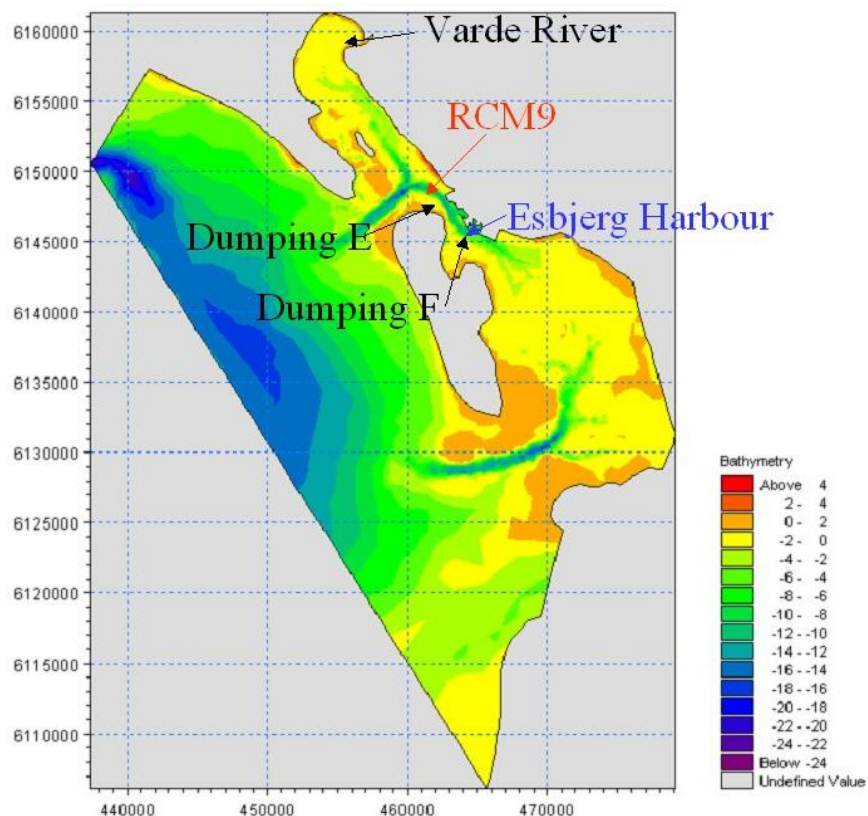 6160000
6155000
6150000
6145000
6140000
6135000
6130000
6125000
6120000
6115000
6110000
440000 450000 460000 470000
Varde River
RCM9
Esbjerg Harbour
Dumping E
Dumping F
Bathymetry
Above 4
2 - 4
0 - 2
-2 - 0
-4 - -2
-6 - -4
-8 - -6
-10 - -8
-12 - -10
-14 - -12
-16 - -14
-18 - -16
-20 - -18
-22 - -20
-24 - -22
Below -24
Undefined Value